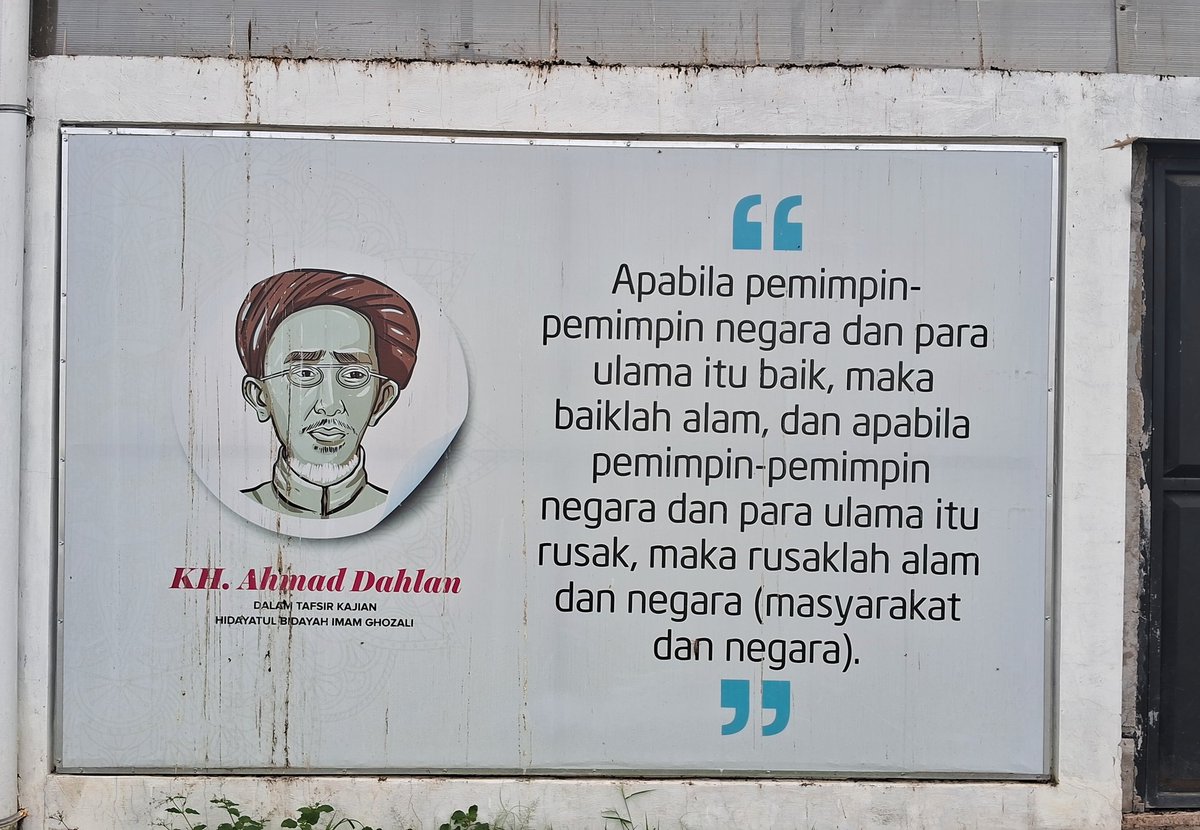 “
Apabila pemimpin-
pemimpin negara dan para
ulama itu baik, maka
baiklah alam, dan apabila
pemimpin-pemimpin
negara dan para ulama itu
rusak, maka rusaklah alam
dan negara (masyarakat
dan negara).
”
KH. Ahmad Dahlan
DALAM TAFSIR KAJIAN
HIDAYATUL BIDAYAH IMAM GHOZALI